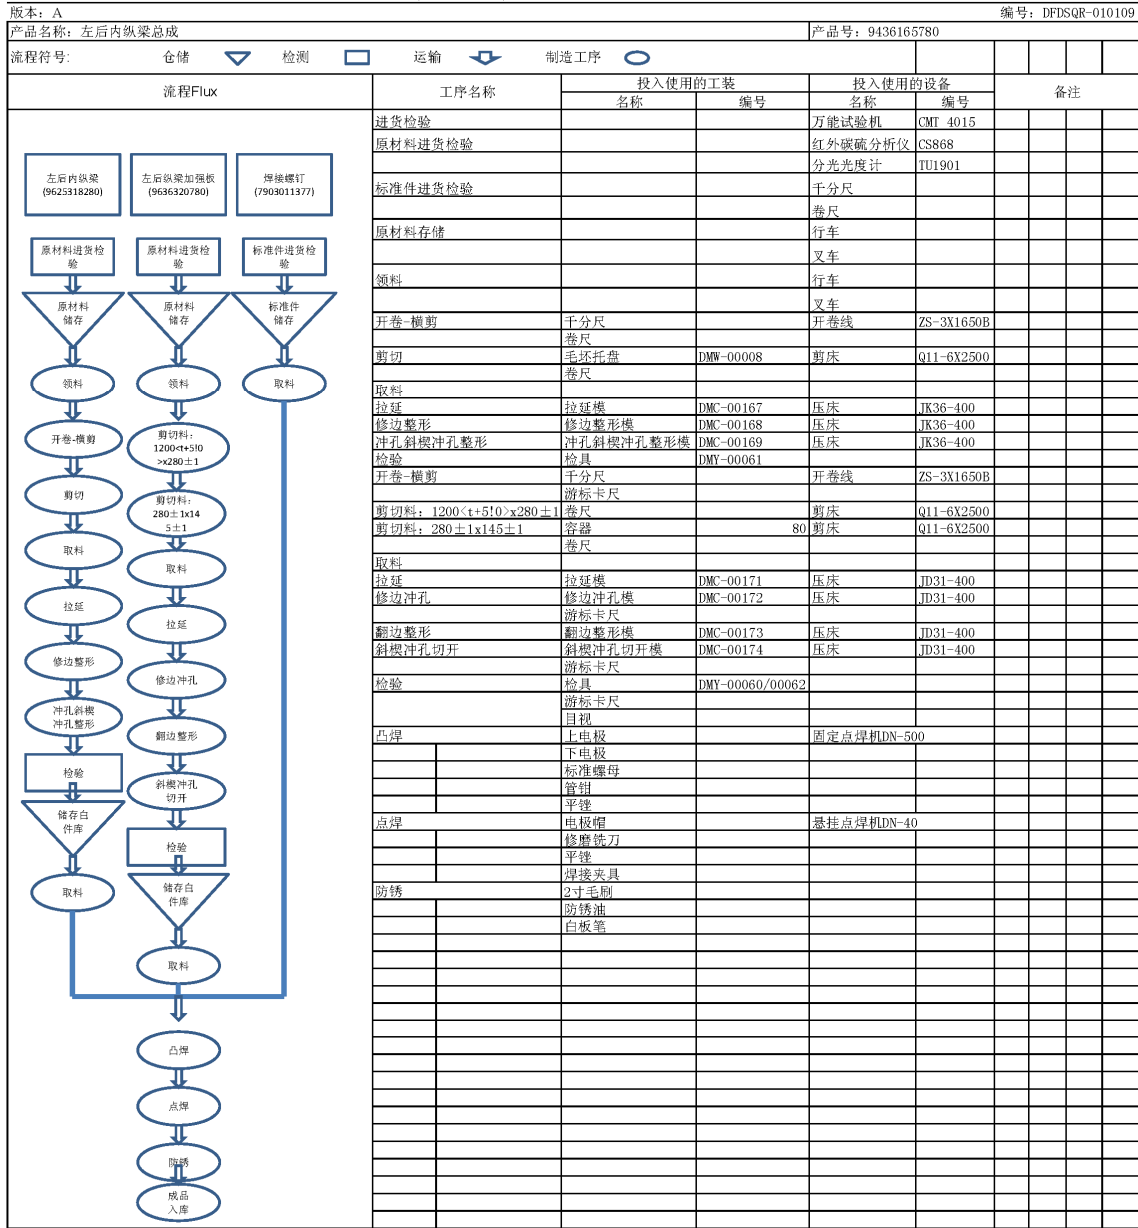 版本：A 编号：DFDSQR-010109
产品名称：左后内纵梁总成 产品号：9436165780
流程符号: 仓储 检测 运输 制造工序
流程Flux 工序名称 投入使用的工装 投入使用的设备 备注
名称 编号 名称 编号
左后内纵梁
(9625318280)
左后纵梁加强板
(9636320780)
焊接螺钉
(7903011377)
原材料进货检
验
原材料进货检
验
标准件进货检
验
原材料
储存
原材料
储存
标准件
储存
领料
领料
取料
开卷-横剪
剪切料：
1200<t+5!0
>x280±1
剪切
剪切料：
280±1x14
5±1
取料
取料
拉延
拉延
修边整形
修边冲孔
冲孔斜楔
冲孔整形
翻边整形
检验
斜楔冲孔
切开
储存白
件库
检验
取料
储存白
件库
取料
凸焊
点焊
防锈
成品
入库
进货检验 万能试验机 CMT 4015
原材料进货检验 红外碳硫分析仪 CS868
分光光度计 TU1901
标准件进货检验 千分尺
卷尺
原材料存储 行车
叉车
领料 行车
叉车
开卷-横剪 千分尺 开卷线 ZS-3X1650B
卷尺
剪切 毛坯托盘 DMW-00008 剪床 Q11-6X2500
卷尺
取料
拉延 拉延模 DMC-00167 压床 JK36-400
修边整形 修边整形模 DMC-00168 压床 JK36-400
冲孔斜楔冲孔整形 冲孔斜楔冲孔整形模 DMC-00169 压床 JK36-400
检验 检具 DMY-00061
开卷-横剪 千分尺 开卷线 ZS-3X1650B
游标卡尺
剪切料：1200<t+5!0>x280±1 卷尺 剪床 Q11-6X2500
剪切料：280±1x145±1 容器 80 剪床 Q11-6X2500
卷尺
取料
拉延 拉延模 DMC-00171 压床 JD31-400
修边冲孔 修边冲孔模 DMC-00172 压床 JD31-400
游标卡尺
翻边整形 翻边整形模 DMC-00173 压床 JD31-400
斜楔冲孔切开 斜楔冲孔切开模 DMC-00174 压床 JD31-400
游标卡尺
检验 检具 DMY-00060/00062
游标卡尺
目视
凸焊 上电极 固定点焊机DN-500
下电极
标准螺母
管钳
平锉
点焊 电极帽 悬挂点焊机DN-40
修磨铣刀
平锉
焊接夹具
防锈 2寸毛刷
防锈油
白板笔